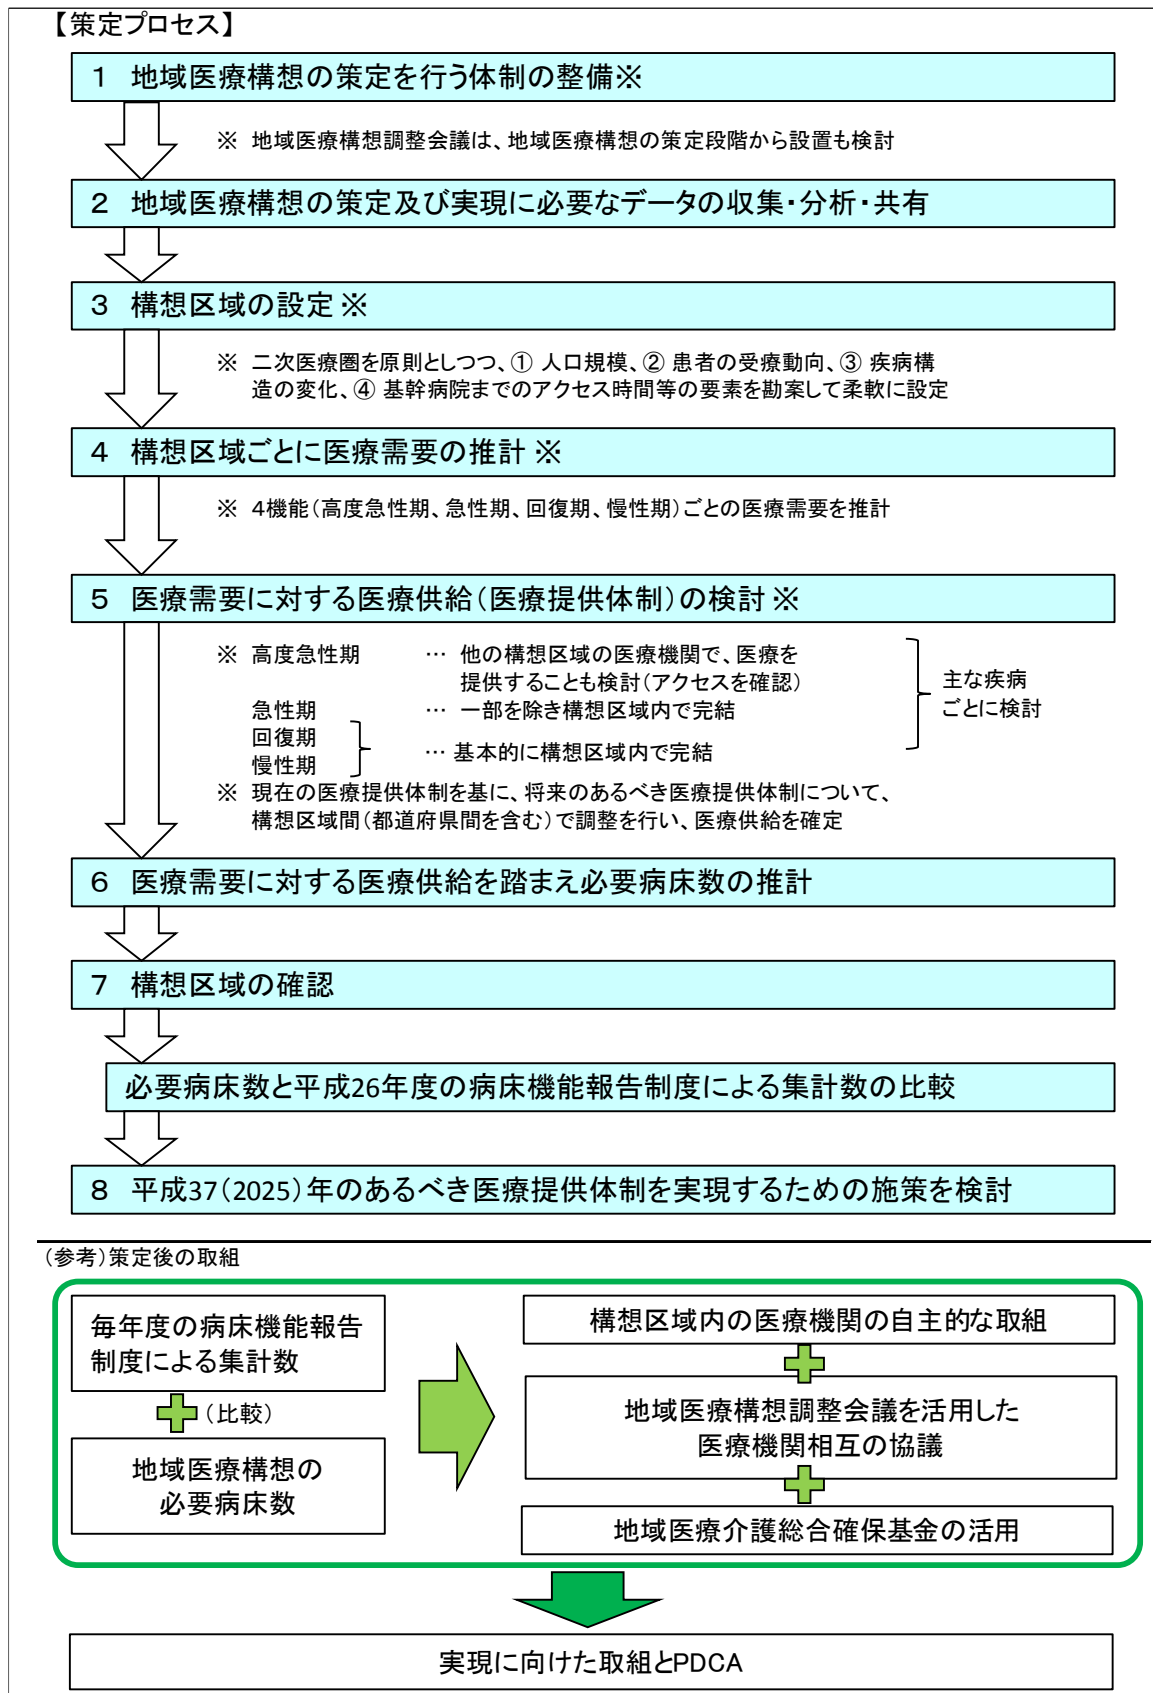 【策定プロセス】
１ 地域医療構想の策定を行う体制の整備※
※ 地域医療構想調整会議は、地域医療構想の策定段階から設置も検討
２ 地域医療構想の策定及び実現に必要なデータの収集・分析・共有
３ 構想区域の設定※
※ 二次医療圏を原則としつつ、① 人口規模、② 患者の受療動向、③ 疾病構
造の変化、④ 基幹病院までのアクセス時間等の要素を勘案して柔軟に設定
４ 構想区域ごとに医療需要の推計※
※ ４機能（高度急性期、急性期、回復期、慢性期）ごとの医療需要を推計
５ 医療需要に対する医療供給（医療提供体制）の検討※
※ 高度急性期 … 他の構想区域の医療機関で、医療を
提供することも検討（アクセスを確認）
急性期 … 一部を除き構想区域内で完結
回復期
慢性期
… 基本的に構想区域内で完結
主な疾病
ごとに検討
※ 現在の医療提供体制を基に、将来のあるべき医療提供体制について、
構想区域間（都道府県間を含む）で調整を行い、医療供給を確定
６ 医療需要に対する医療供給を踏まえ必要病床数の推計
７ 構想区域の確認
必要病床数と平成26年度の病床機能報告制度による集計数の比較
８ 平成37（2025）年のあるべき医療提供体制を実現するための施策を検討
（参考）策定後の取組
毎年度の病床機能報告
制度による集計数
（比較）
地域医療構想の
必要病床数
構想区域内の医療機関の自主的な取組
地域医療構想調整会議を活用した
医療機関相互の協議
地域医療介護総合確保基金の活用
実現に向けた取組とPDCA